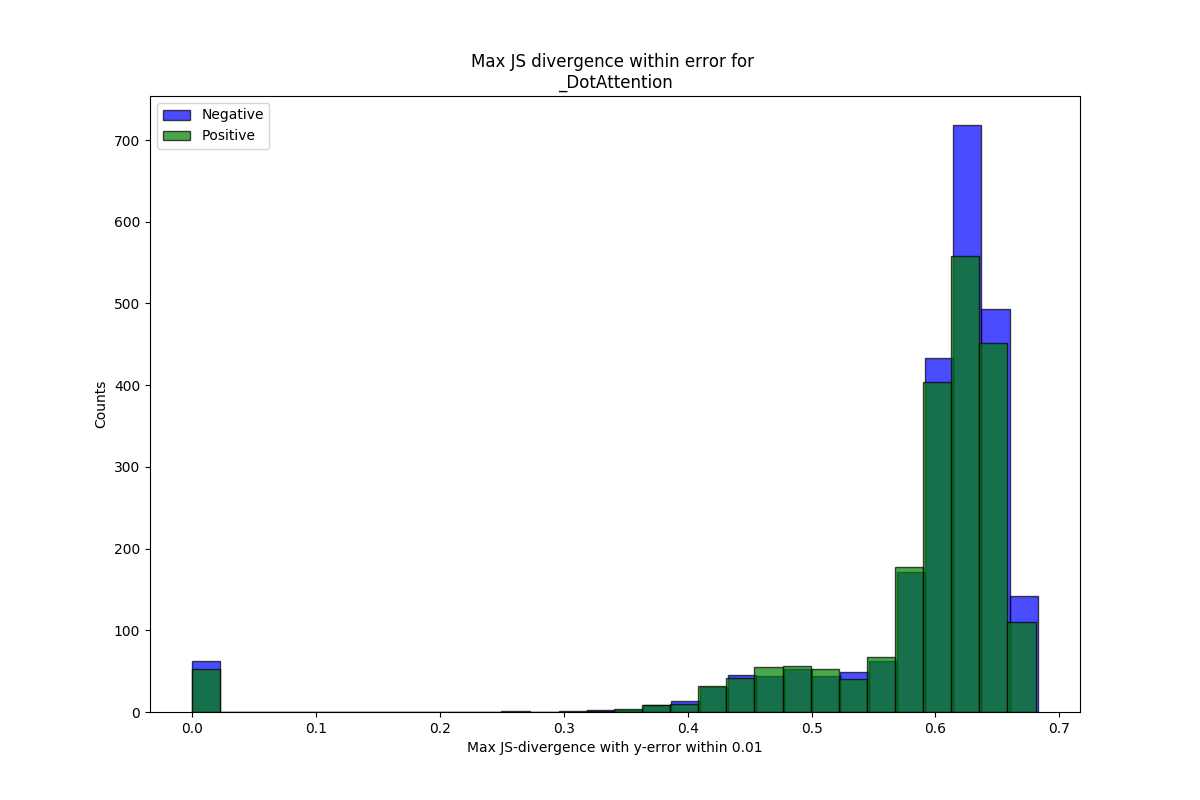 Max JS divergence within error for
_DotAttention
Negative
Positive
700
600
500
400
300
200
100
0
Counts
0.0 0.1 0.2 0.3 0.4 0.5 0.6 0.7
Max JS-divergence with y-error within 0.01